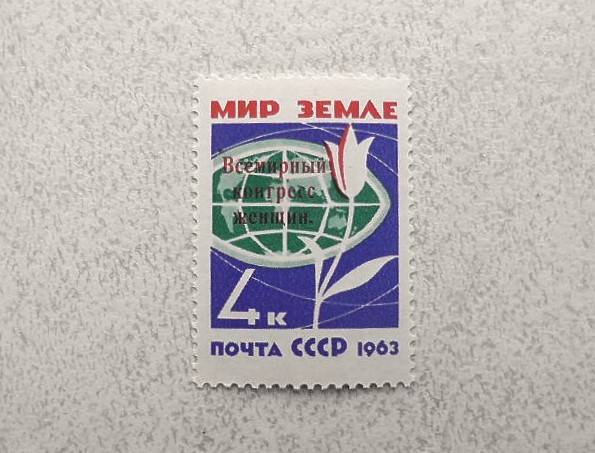 МИР ЗЕМЛЕ
Всемирный
конгресс
женщин.
4к
ПОЧТА СССР 1963